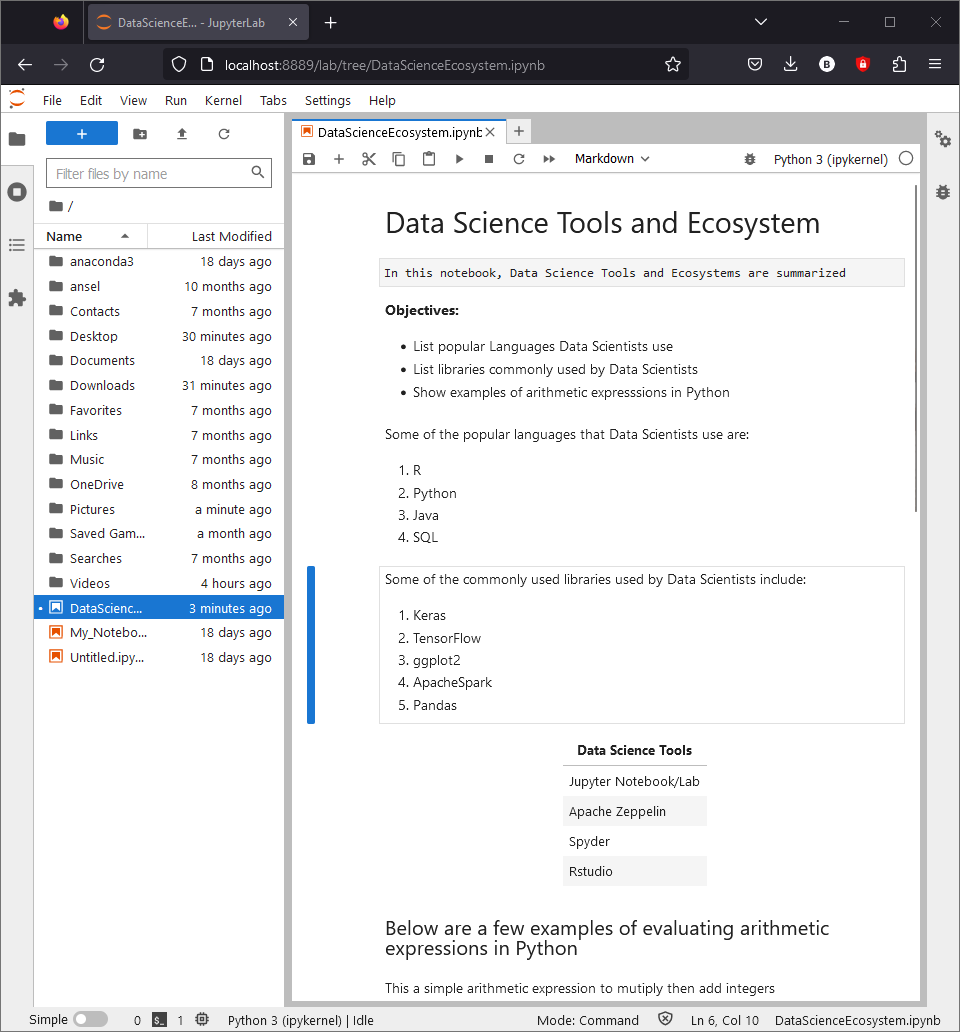 DataScienceE... - JupyterLab
localhost:8889/lab/tree/DataScienceEcosystem.ipynb
B
File Edit View Run Kernel Tabs Settings Help
+
Filter files by name
/
Name Last Modified
anaconda3 18 days ago
ansel 10 months ago
Contacts 7 months ago
Desktop 30 minutes ago
Documents 18 days ago
Downloads 31 minutes ago
Favorites 7 months ago
Links 7 months ago
Music 7 months ago
OneDrive 8 months ago
Pictures a minute ago
Saved Gam... a month ago
Searches 7 months ago
Videos 4 hours ago
DataScienc... 3 minutes ago
My_Notebo... 18 days ago
Untitled.ipy... 18 days ago
DataScienceEcosystem.ipynb
Markdown Python 3 (ipykernel)
Data Science Tools and Ecosystem
In this notebook, Data Science Tools and Ecosystems are summarized
Objectives:
• List popular Languages Data Scientists use
• List libraries commonly used by Data Scientists
• Show examples of arithmetic expresssions in Python
Some of the popular languages that Data Scientists use are:
1. R
2. Python
3. Java
4. SQL
Some of the commonly used libraries used by Data Scientists include:
1. Keras
2. TensorFlow
3. ggplot2
4. ApacheSpark
5. Pandas
Data Science Tools
Jupyter Notebook/Lab
Apache Zeppelin
Spyder
Rstudio
Below are a few examples of evaluating arithmetic
expressions in Python
This a simple arithmetic expression to mutiply then add integers
Simple 0 $_ 1 Python 3 (ipykernel) | Idle Mode: Command Ln 6, Col 10 DataScienceEcosystem.ipynb